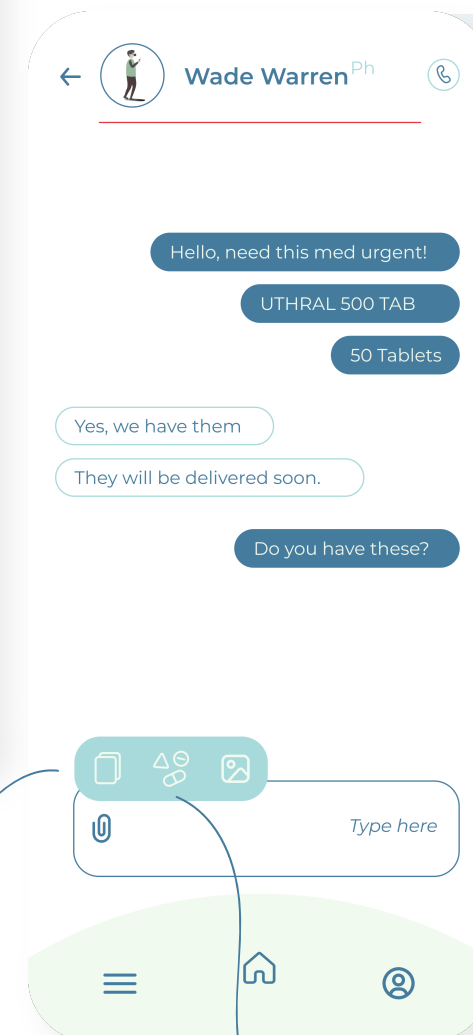 Wade Warren Ph
Hello, need this med urgent!
UTHRAL 500 TAB
50 Tablets
Yes, we have them
They will be delivered soon.
Do you have these?
Type here